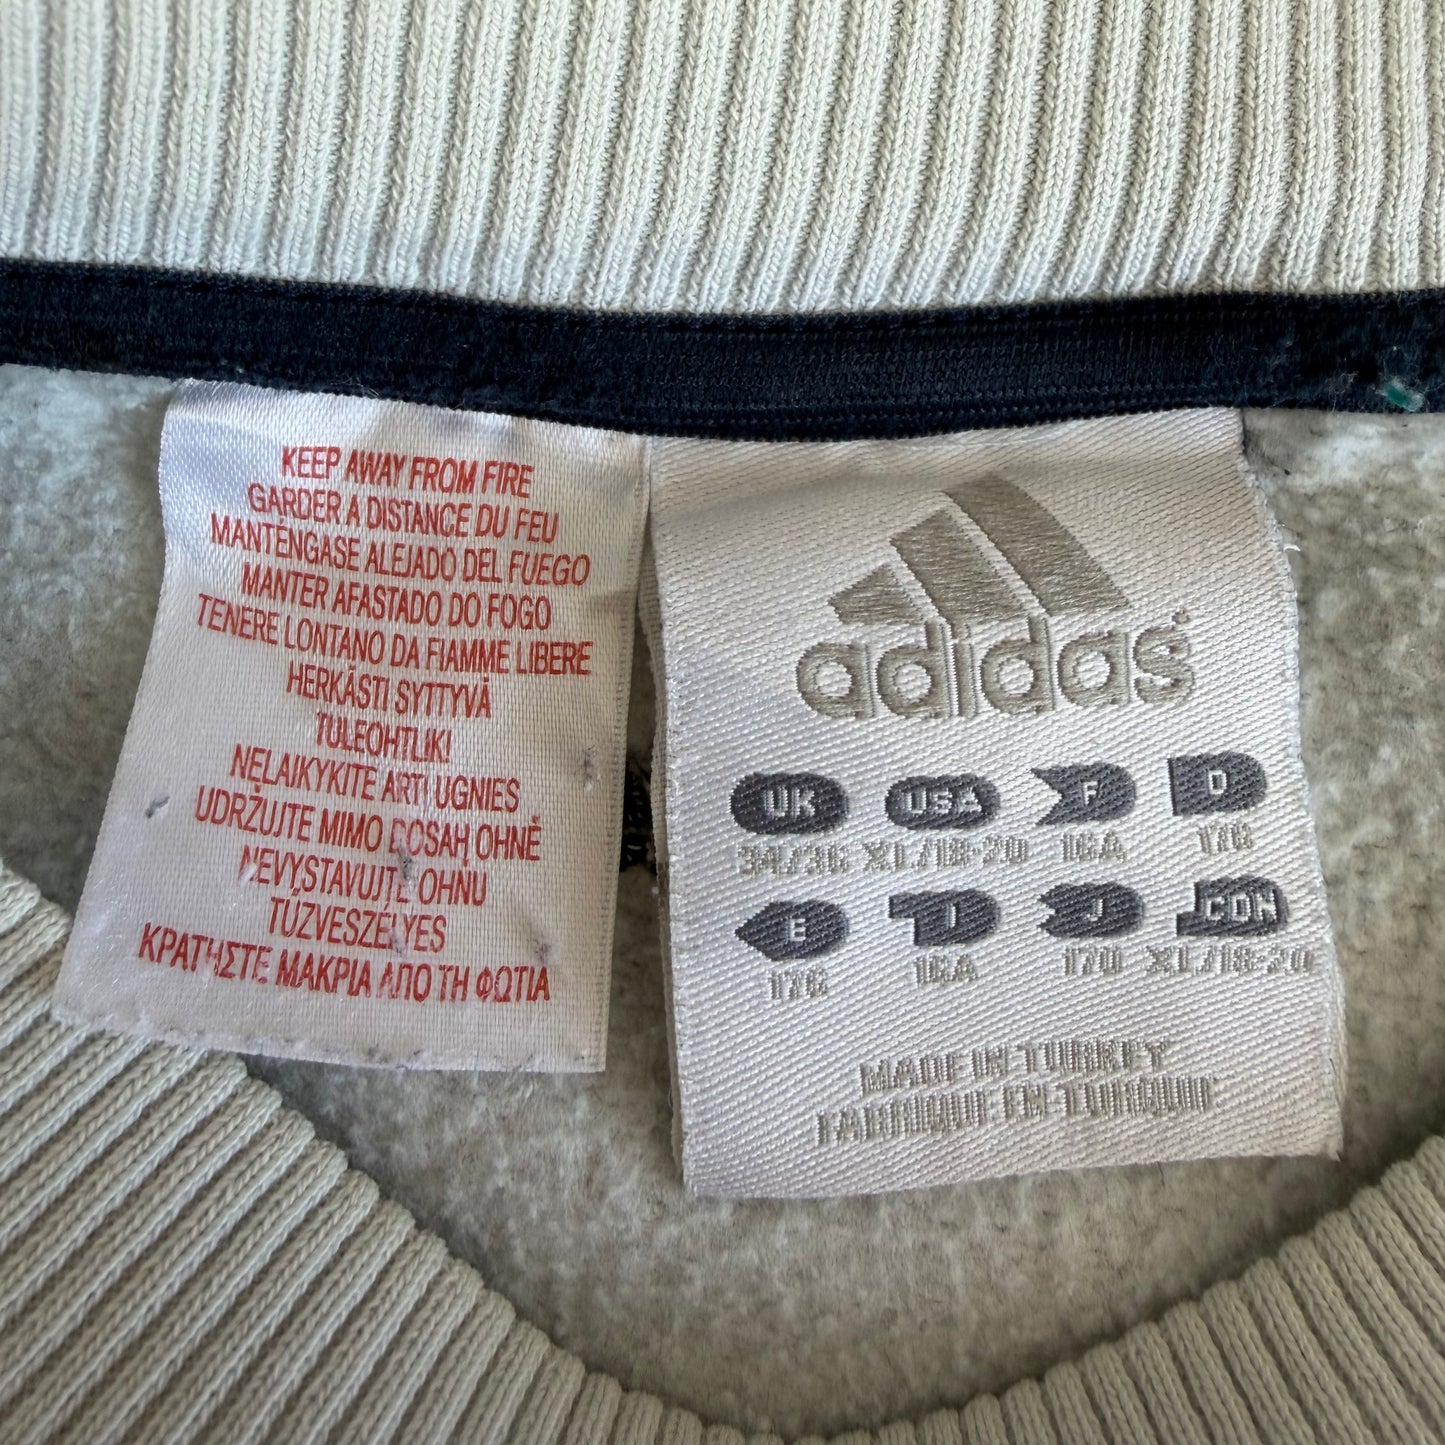 KEEP AWAY FROM FIRE
GARDER A DISTANCE DU FEU
MANTÉNGASE ALEJADO DEL FUEGO
MANTER AFASTADO DO FOGO
TENERE LONTANO DA FIAMME LIBERE
HERKÄSTI SYTTYVÄ
TULEOHTLIK!
NEĻAIKYKITE ARTI UGNIES
UDRŽUJTE MIMO DOSAH OHNĚ
NEVYSTAVUJTE OHNU
TŰZVESZÉLYES
ΚΡΑΤΗΣΤΕ ΜΑΚΡΙΑ ΑΠΟ ΤΗ ΦΩΤΙΑ
adidas
UK USA F D
34/36 XL/18-20 16A 176
E I J CDN
176 16A 170 XL/18-20
MADE IN TURKEY
FABRIQUE EN TURQUIE